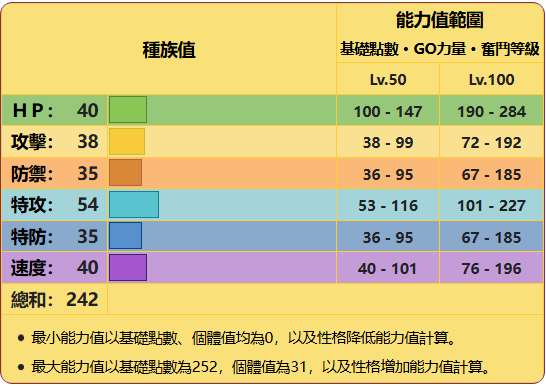 種族值
能力值範圍
基礎點數・GO力量・奮鬥等級
Lv.50 Lv.100
ＨＰ： 40 100 - 147 190 - 284
攻擊： 38 38 - 99 72 - 192
防禦： 35 36 - 95 67 - 185
特攻： 54 53 - 116 101 - 227
特防： 35 36 - 95 67 - 185
速度： 40 40 - 101 76 - 196
總和： 242
最小能力值以基礎點數、個體值均為0，以及性格降低能力值計算。
最大能力值以基礎點數為252，個體值為31，以及性格增加能力值計算。